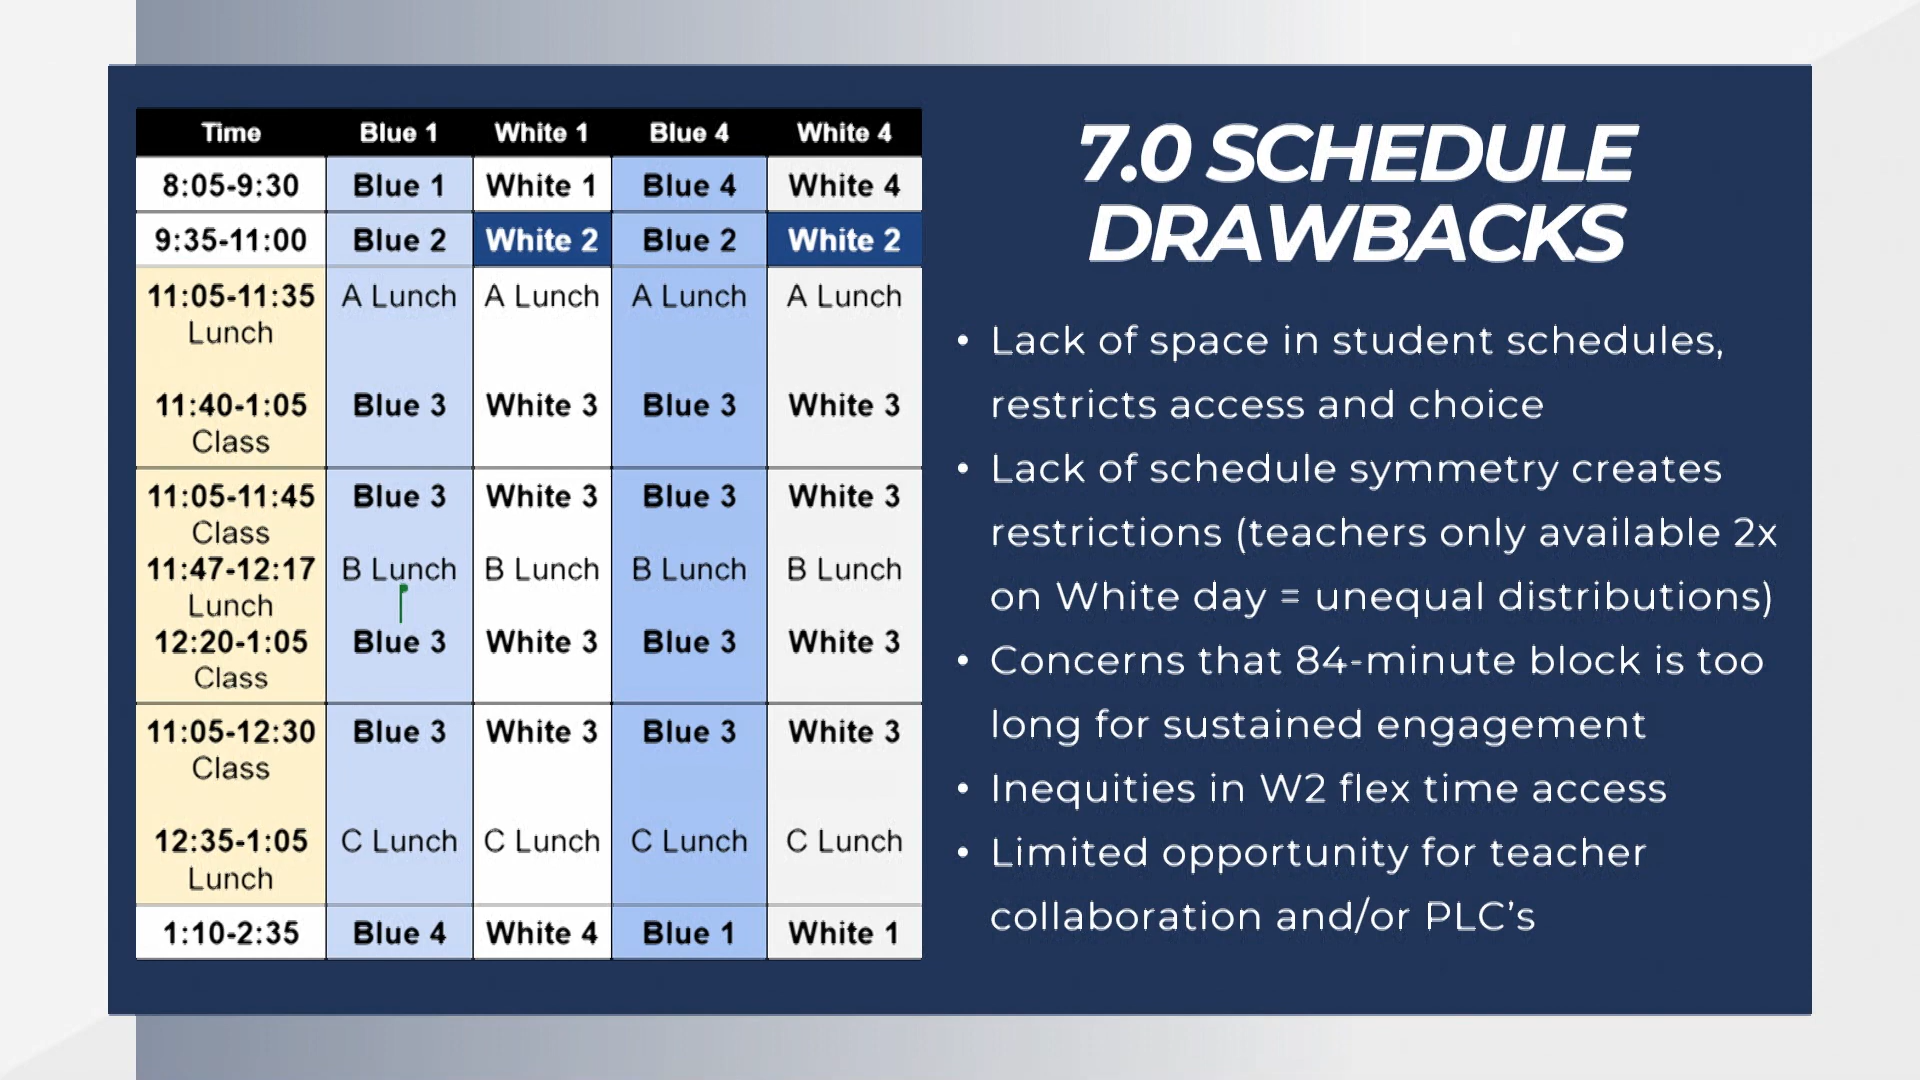 Time Blue 1 White 1 Blue 4 White 4
8:05-9:30 Blue 1 White 1 Blue 4 White 4
9:35-11:00 Blue 2 White 2 Blue 2 White 2
11:05-11:35 A Lunch A Lunch A Lunch A Lunch
Lunch
11:40-1:05 Blue 3 White 3 Blue 3 White 3
Class
11:05-11:45 Blue 3 White 3 Blue 3 White 3
Class
11:47-12:17 B Lunch B Lunch B Lunch B Lunch
Lunch
12:20-1:05 Blue 3 White 3 Blue 3 White 3
Class
11:05-12:30 Blue 3 White 3 Blue 3 White 3
Class
12:35-1:05 C Lunch C Lunch C Lunch C Lunch
Lunch
1:10-2:35 Blue 4 White 4 Blue 1 White 1
7.0 SCHEDULE
DRAWBACKS
• Lack of space in student schedules,
restricts access and choice
• Lack of schedule symmetry creates
restrictions (teachers only available 2x
on White day = unequal distributions)
• Concerns that 84-minute block is too
long for sustained engagement
• Inequities in W2 flex time access
• Limited opportunity for teacher
collaboration and/or PLC’s